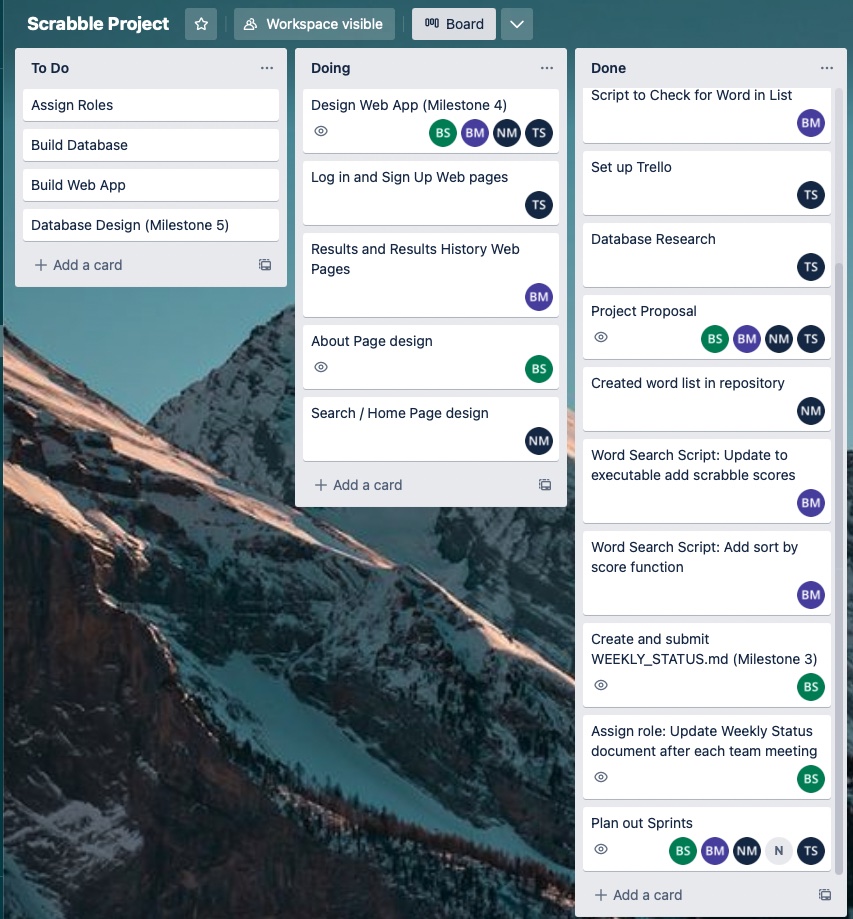 Scrabble Project
Workspace visible
Board
To Do
Assign Roles
Build Database
Build Web App
Database Design (Milestone 5)
Add a card
Doing
Design Web App (Milestone 4)
BS BM NM TS
Log in and Sign Up Web pages
TS
Results and Results History Web
Pages
BM
About Page design
BS
Search / Home Page design
NM
Add a card
Done
Script to Check for Word in List
BM
Set up Trello
TS
Database Research
TS
Project Proposal
BS BM NM TS
Created word list in repository
NM
Word Search Script: Update to
executable add scrabble scores
BM
Word Search Script: Add sort by
score function
BM
Create and submit
WEEKLY_STATUS.md (Milestone 3)
BS
Assign role: Update Weekly Status
document after each team meeting
BS
Plan out Sprints
BS BM NM N TS
Add a card